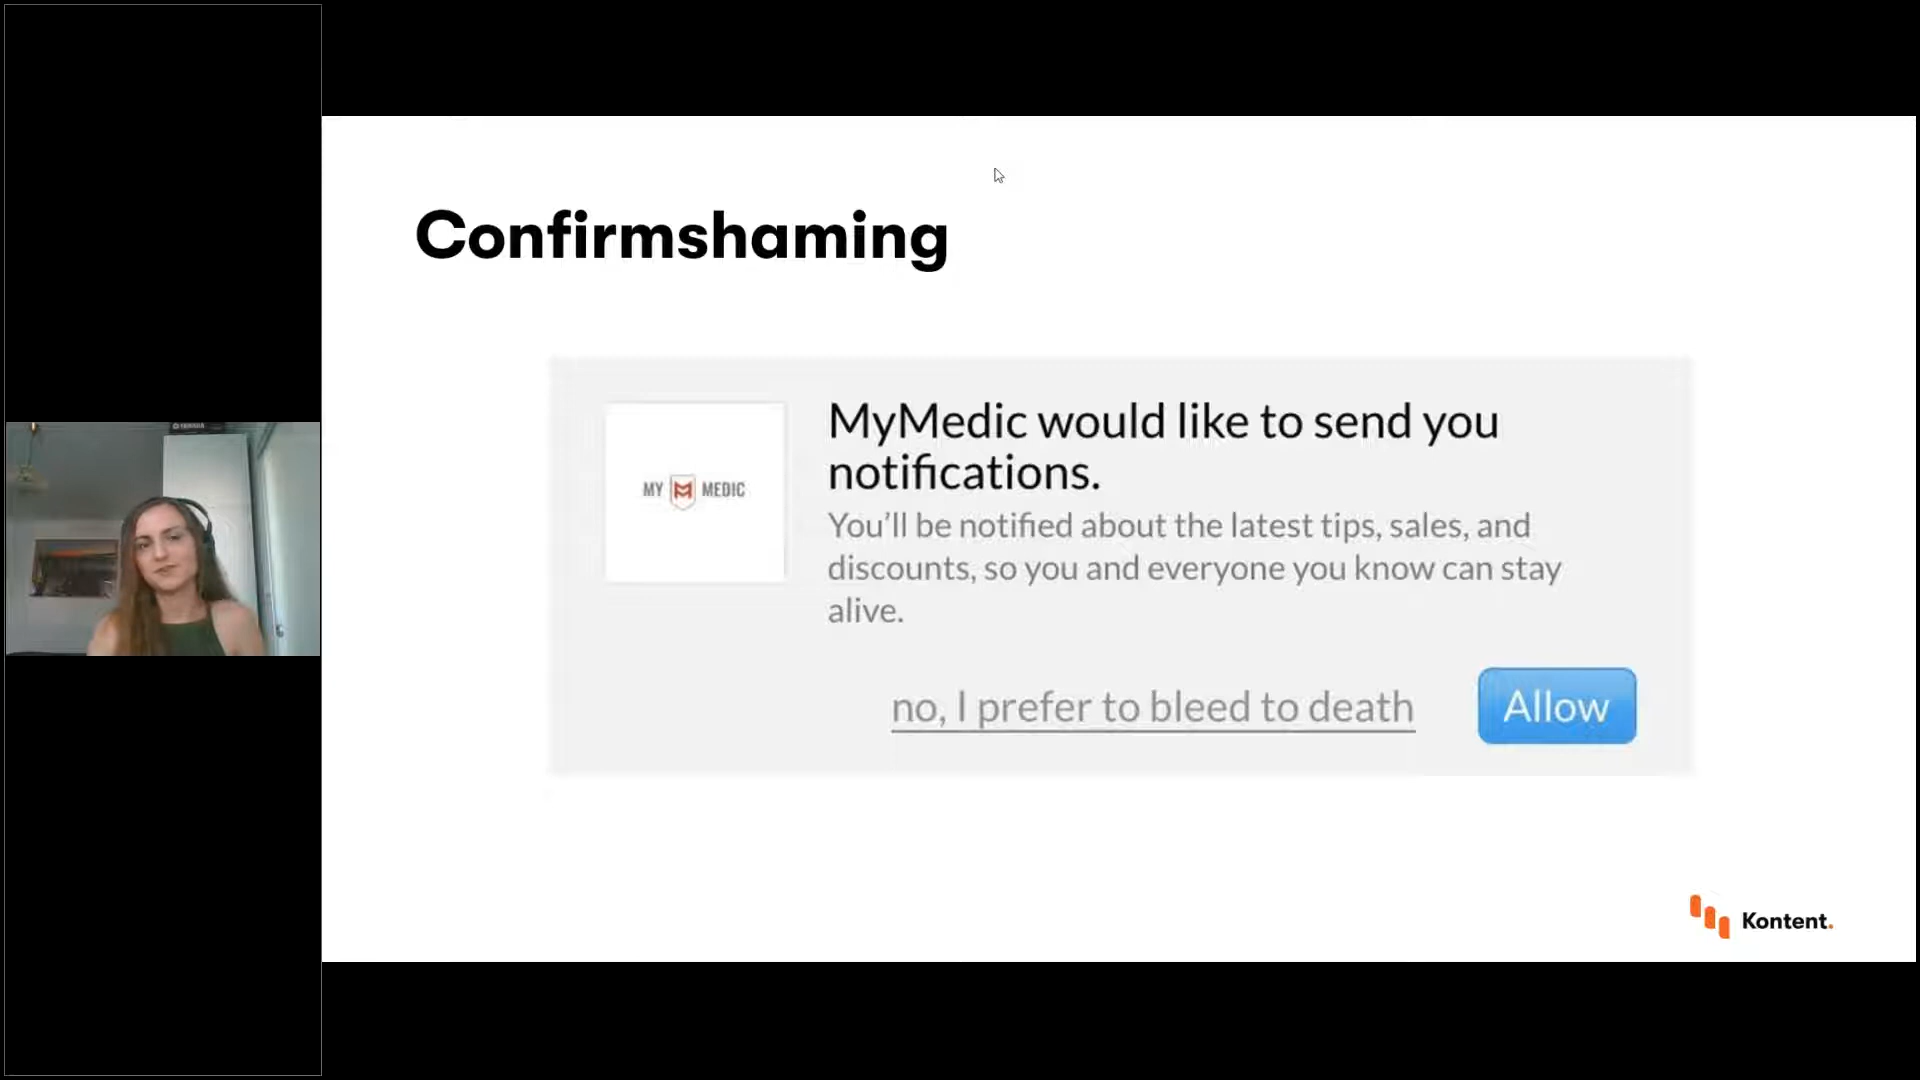 Confirmshaming
MY MEDIC
MyMedic would like to send you
notifications.
You'll be notified about the latest tips, sales, and
discounts, so you and everyone you know can stay
alive.
no, I prefer to bleed to death
Allow
Kontent.